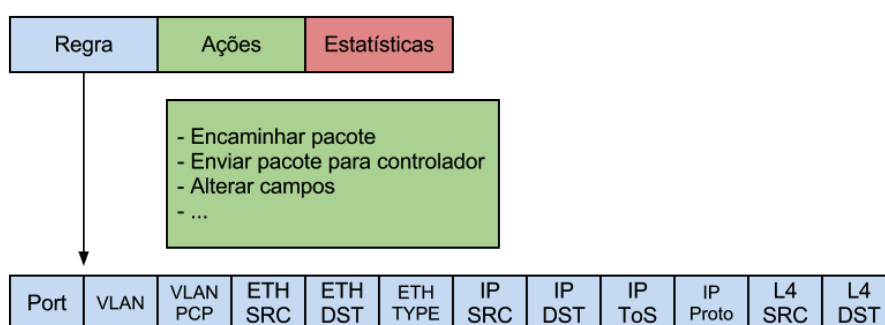 Regra Ações Estatísticas
- Encaminhar pacote
- Enviar pacote para controlador
- Alterar campos
- ...
Port VLAN VLAN PCP ETH SRC ETH DST ETH TYPE IP SRC IP DST IP ToS IP Proto L4 SRC L4 DST